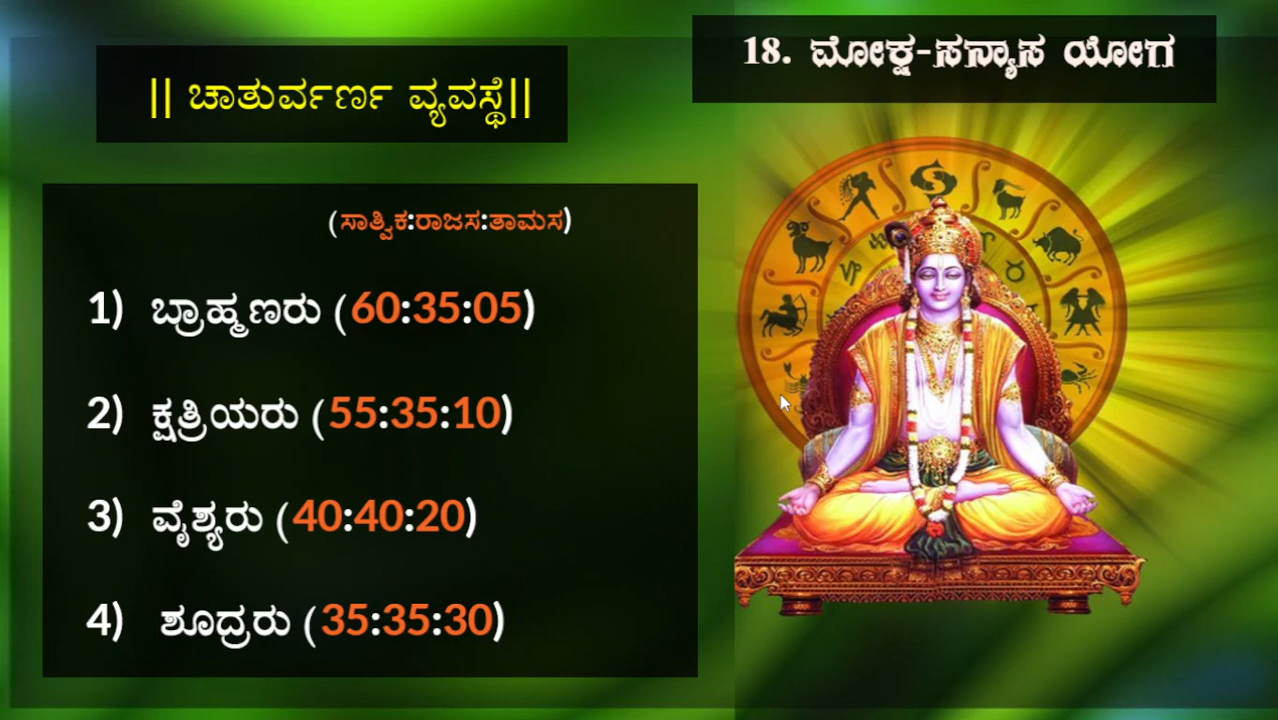 || ಚಾತುರ್ವರ್ಣ ವ್ಯವಸ್ಥೆ||
18. ಮೋಕ್ಷ-ಸನ್ಯಾಸ ಯೋಗ
(ಸಾತ್ವಿಕ:ರಾಜಸ:ತಾಮಸ)
1) ಬ್ರಾಹ್ಮಣರು (60:35:05)
2) ಕ್ಷತ್ರಿಯರು (55:35:10)
3) ವೈಶ್ಯರು (40:40:20)
4) ಶೂದ್ರರು (35:35:30)